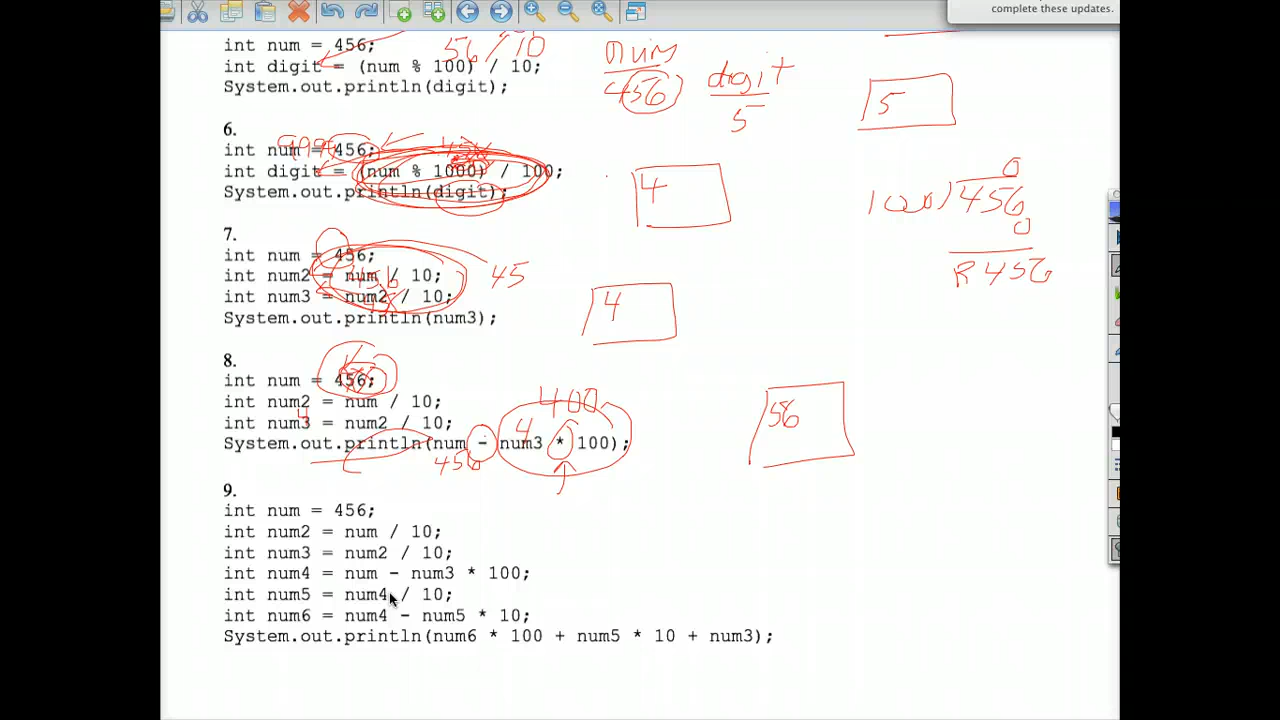 complete these updates.
int num = 456;
56/10
num
456
digit
5
5
int digit = (num % 100) / 10;
System.out.println(digit);
6.
int num = 456;
456
int digit = (num % 1000) / 100;
System.out.println(digit);
4
0
1000)456
0
R456
7.
int num = 456;
int num2 = num / 10;
456
45
int num3 = num2 / 10;
45
System.out.println(num3);
4
8.
int num = 456;
int num2 = num / 10;
4
int num3 = num2 / 10;
400
4
System.out.println(num - num3 * 100);
456
56
9.
int num = 456;
int num2 = num / 10;
int num3 = num2 / 10;
int num4 = num - num3 * 100;
int num5 = num4 / 10;
int num6 = num4 - num5 * 10;
System.out.println(num6 * 100 + num5 * 10 + num3);